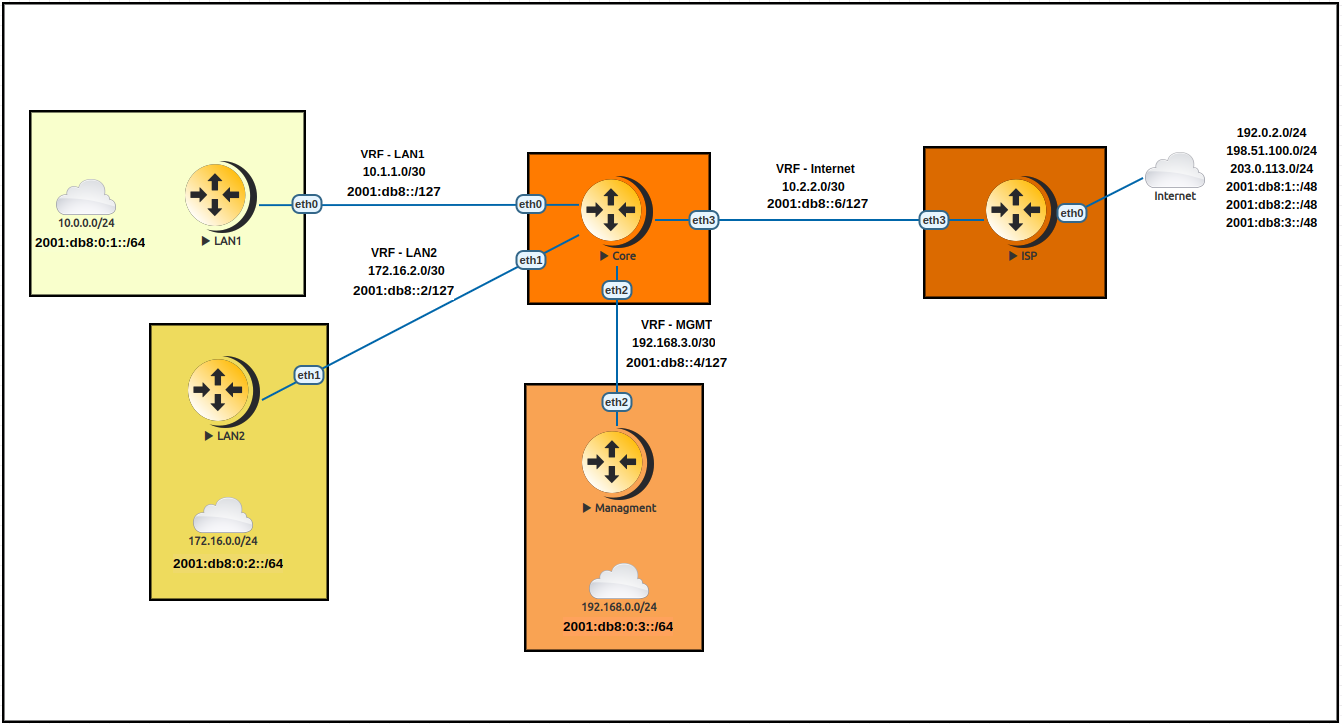 192.0.2.0/24
198.51.100.0/24
203.0.113.0/24
2001:db8:1::/48
2001:db8:2::/48
2001:db8:3::/48
Internet
VRF - LAN1
10.1.1.0/30
2001:db8::/127
VRF - Internet
10.2.2.0/30
2001:db8::6/127
eth0
eth0
eth3
eth3
eth0
10.0.0.0/24
2001:db8:0:1::/64
LAN1
Core
ISP
VRF - LAN2
172.16.2.0/30
2001:db8::2/127
eth1
eth2
VRF - MGMT
192.168.3.0/30
2001:db8::4/127
eth1
eth2
LAN2
Managment
172.16.0.0/24
2001:db8:0:2::/64
192.168.0.0/24
2001:db8:0:3::/64